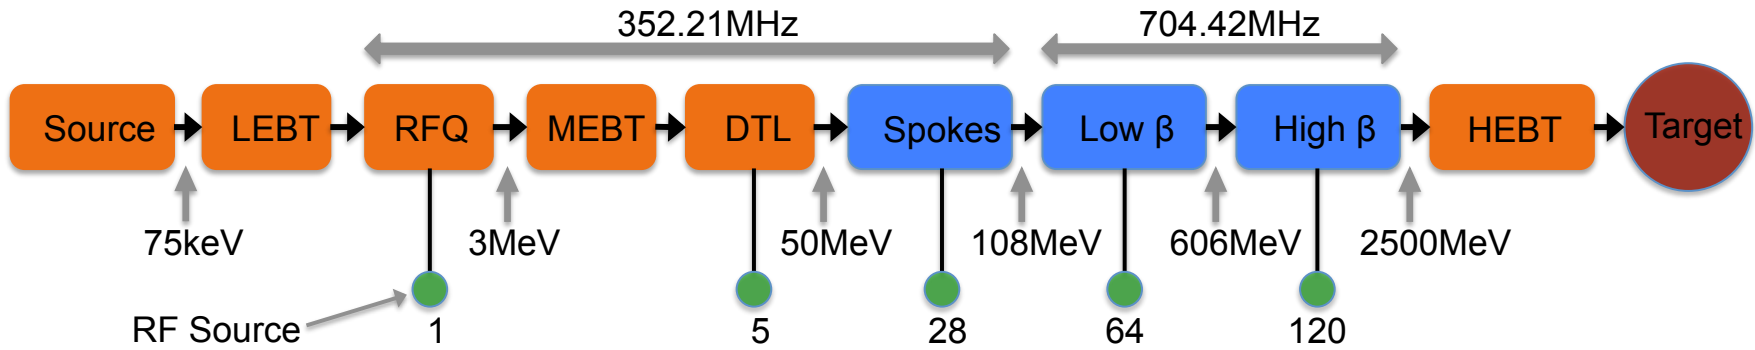 352.21MHz
704.42MHz
Source
LEBT
RFQ
MEBT
DTL
Spokes
Low β
High β
HEBT
Target
75keV
3MeV
50MeV
108MeV
606MeV
2500MeV
RF Source
1
5
28
64
120